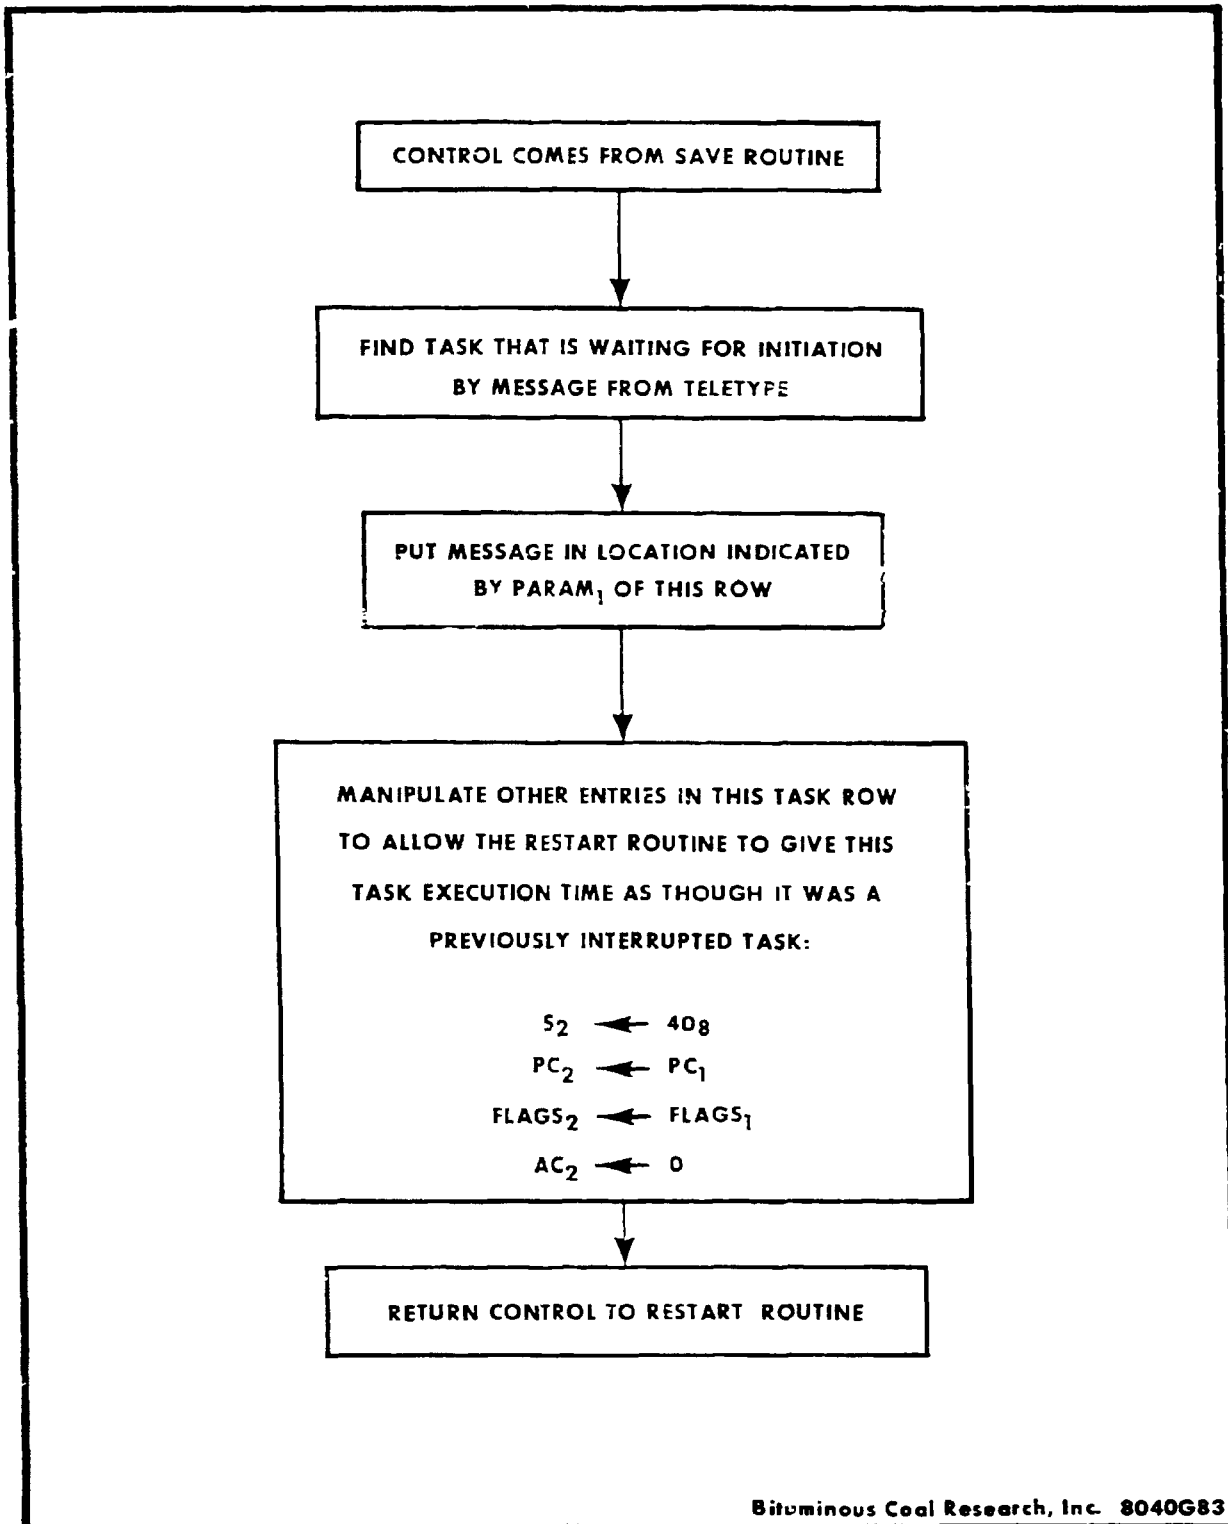 CONTROL COMES FROM SAVE ROUTINE
FIND TASK THAT IS WAITING FOR INITIATION
BY MESSAGE FROM TELETYPE
PUT MESSAGE IN LOCATION INDICATED
BY PARAM₁ OF THIS ROW
MANIPULATE OTHER ENTRIES IN THIS TASK ROW
TO ALLOW THE RESTART ROUTINE TO GIVE THIS
TASK EXECUTION TIME AS THOUGH IT WAS A
PREVIOUSLY INTERRUPTED TASK:
S₂ ← 40₈
PC₂ ← PC₁
FLAGS₂ ← FLAGS₁
AC₂ ← 0
RETURN CONTROL TO RESTART ROUTINE
Bituminous Coal Research, Inc. 8040G83